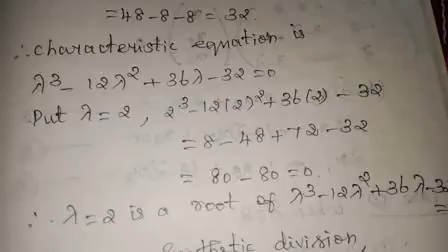 =48-8-8=32.
∴characteristic equation is
λ³-12λ²+36λ-32=0
Put λ=2, 2³-12(2)²+36(2)-32
=8-48+72-32
=80-80=0.
∴ λ=2 is a root of λ³-12λ²+36λ-3
=
division,